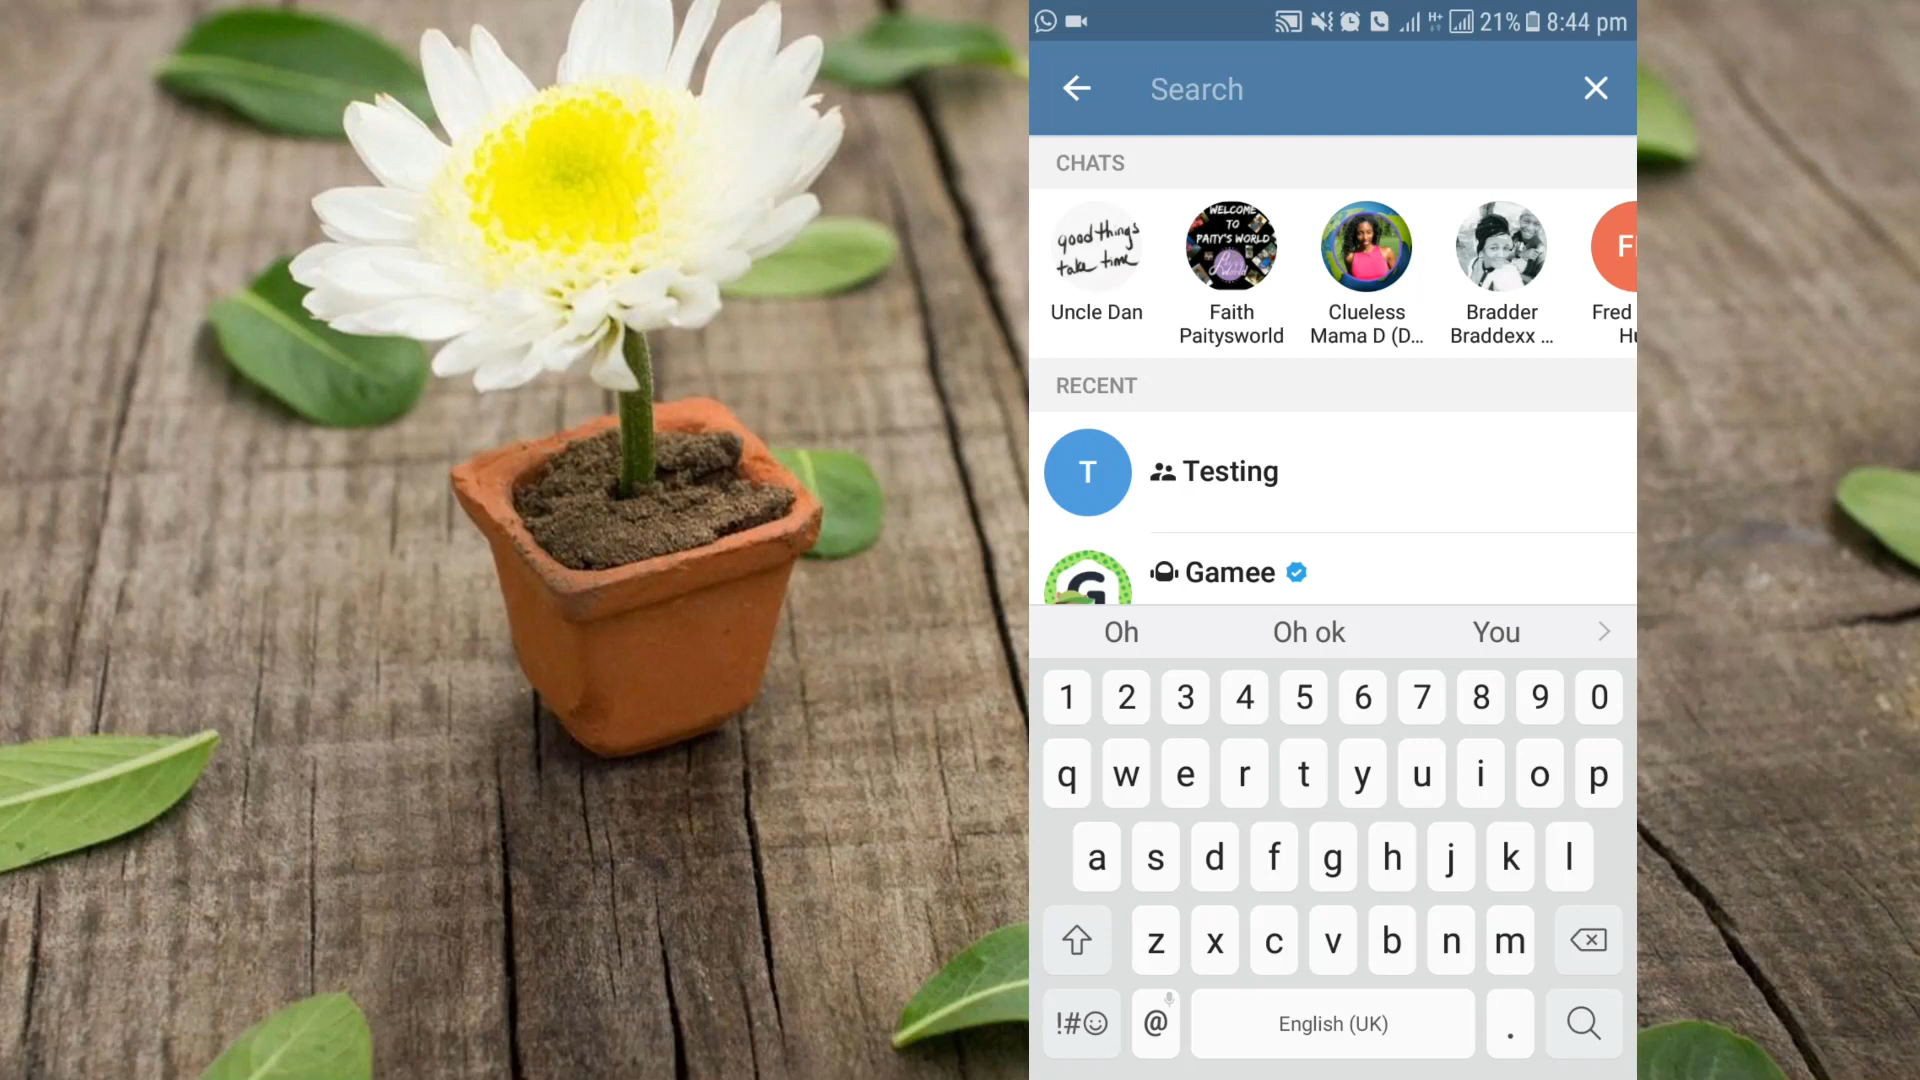 21% 8:44 pm
Search
CHATS
good things
take time
WELCOME
TO
PAITY'S WORLD
F
Uncle Dan
Faith
Paitysworld
Clueless
Mama D (D...
Bradder
Braddexx ...
Fred
RECENT
T
Testing
G
Gamee
Oh
Oh ok
You
1 2 3 4 5 6 7 8 9 0
q w e r t y u i o p
a s d f g h j k l
z x c v b n m
!#☺ @ English (UK) .